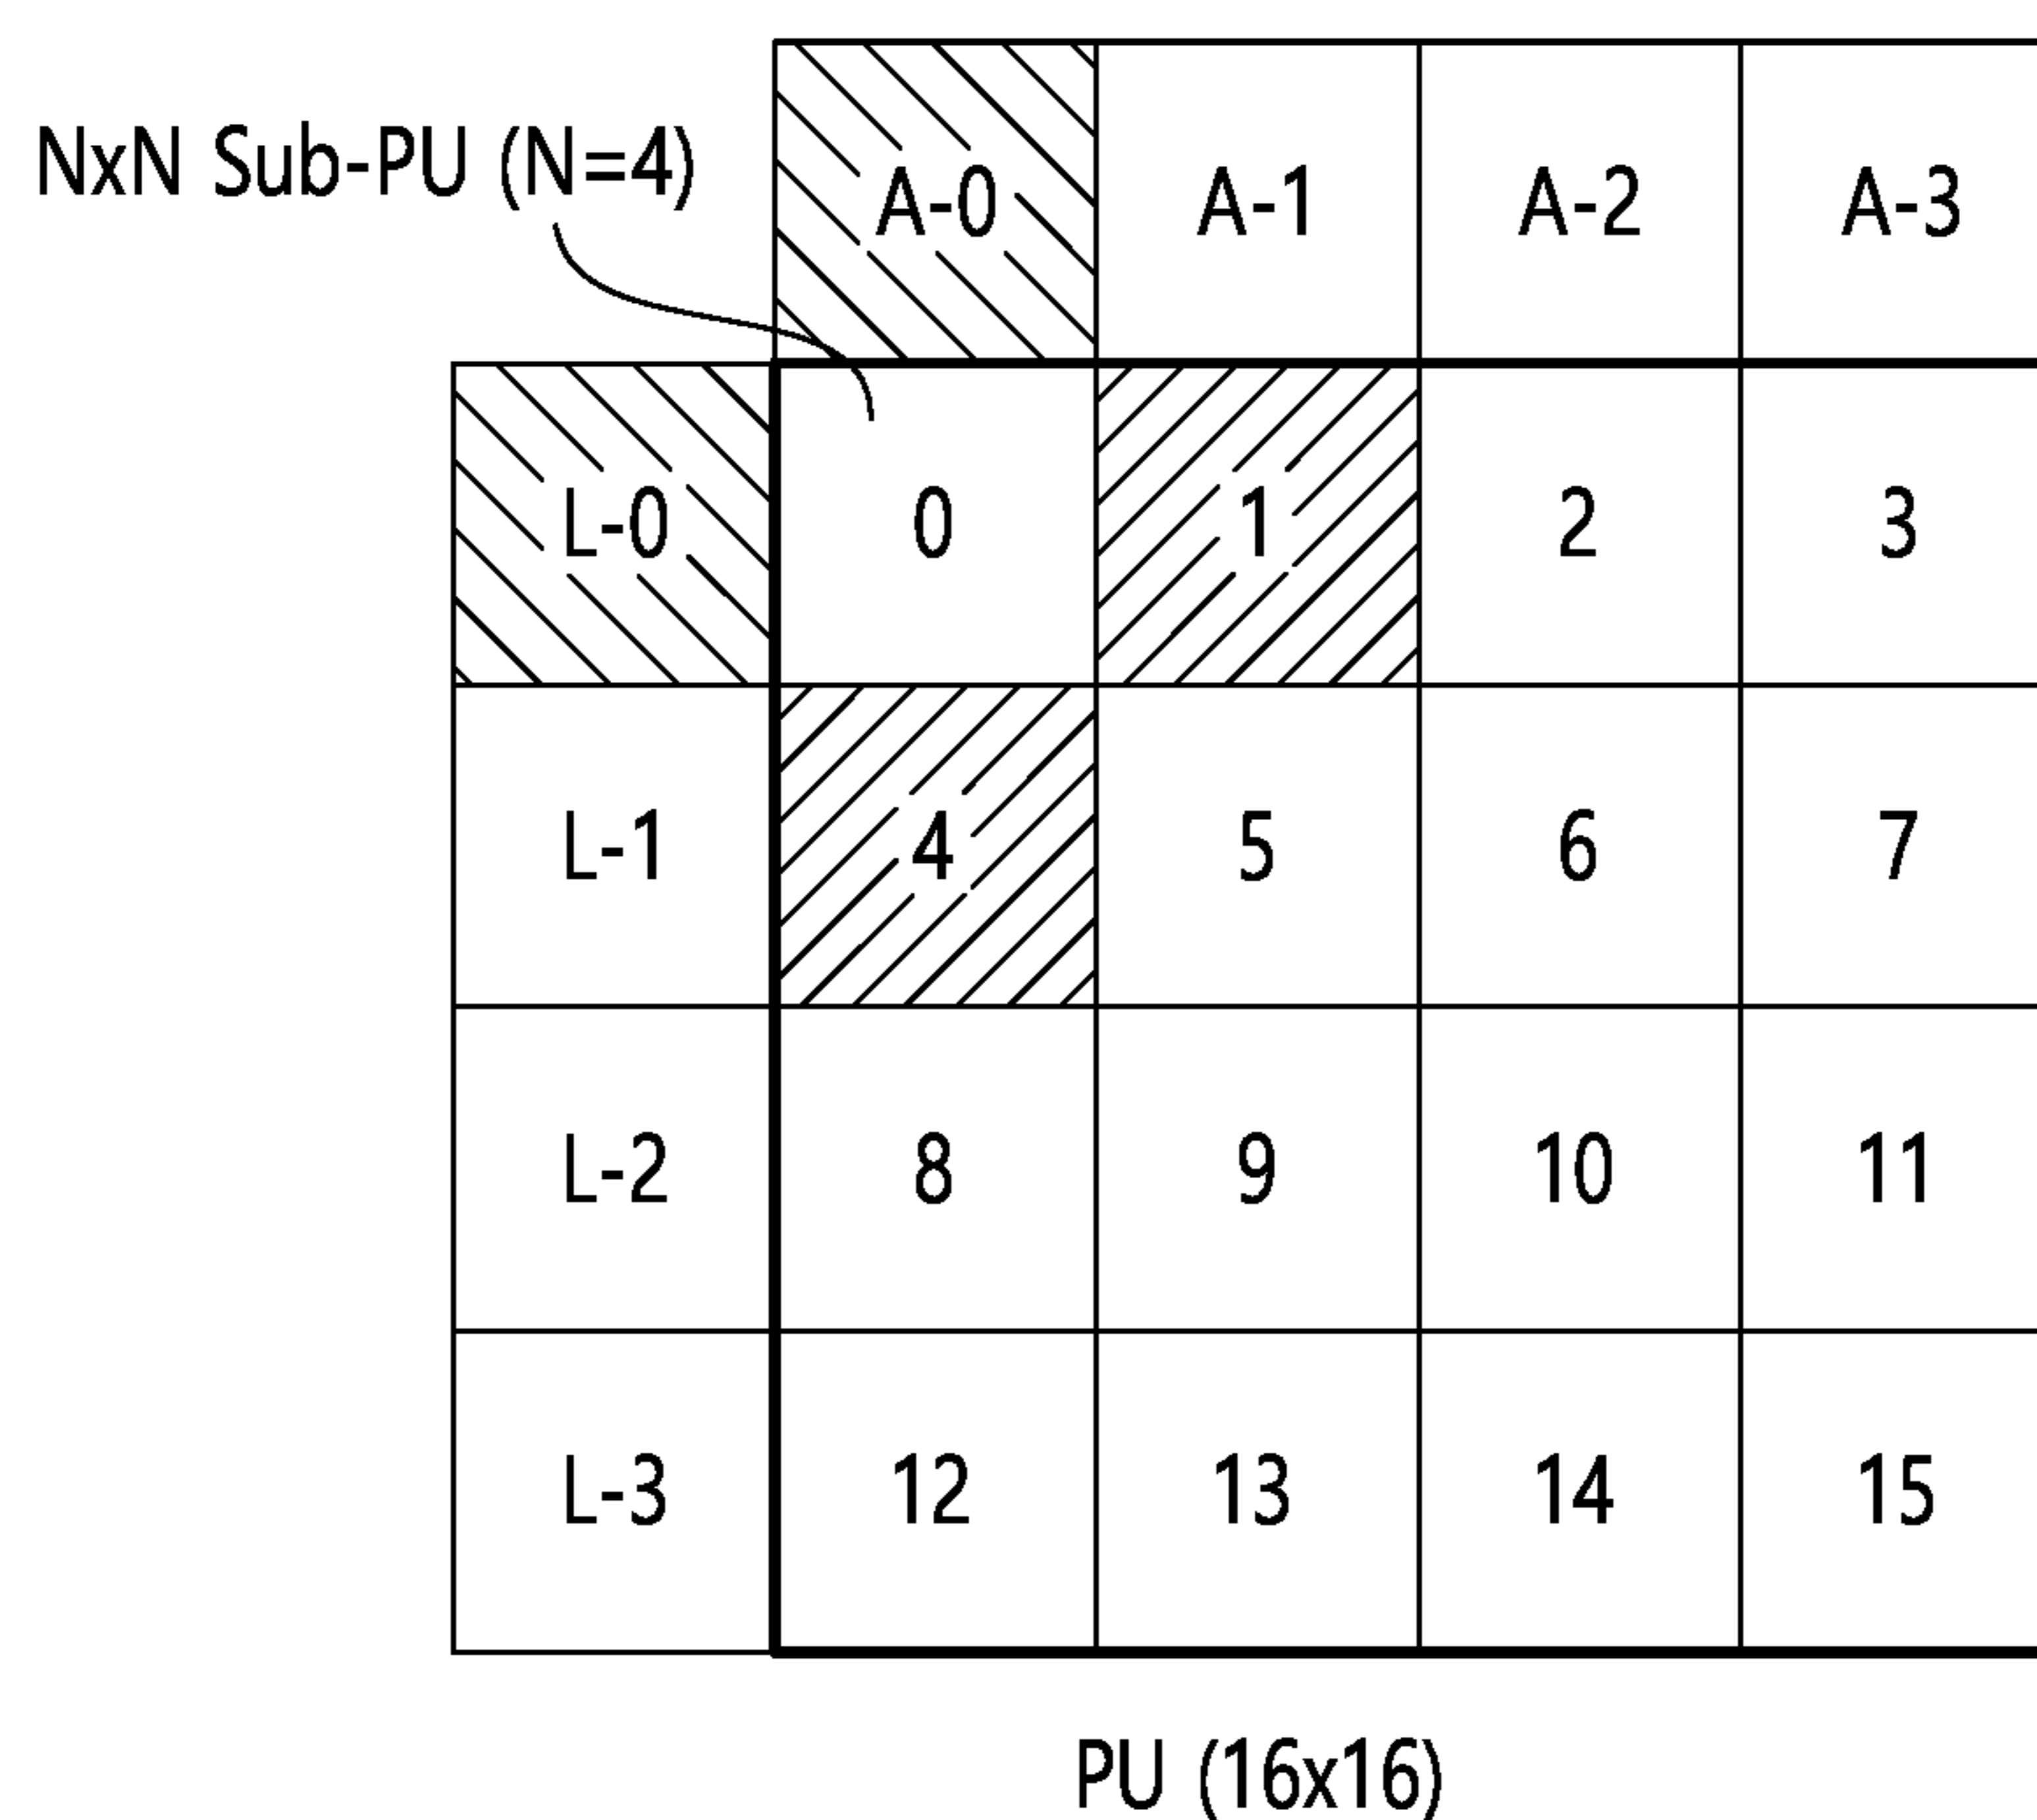 NxN Sub-PU (N=4)
A-0 A-1 A-2 A-3
L-0 0 1 2 3
L-1 4 5 6 7
L-2 8 9 10 11
L-3 12 13 14 15
PU (16x16)